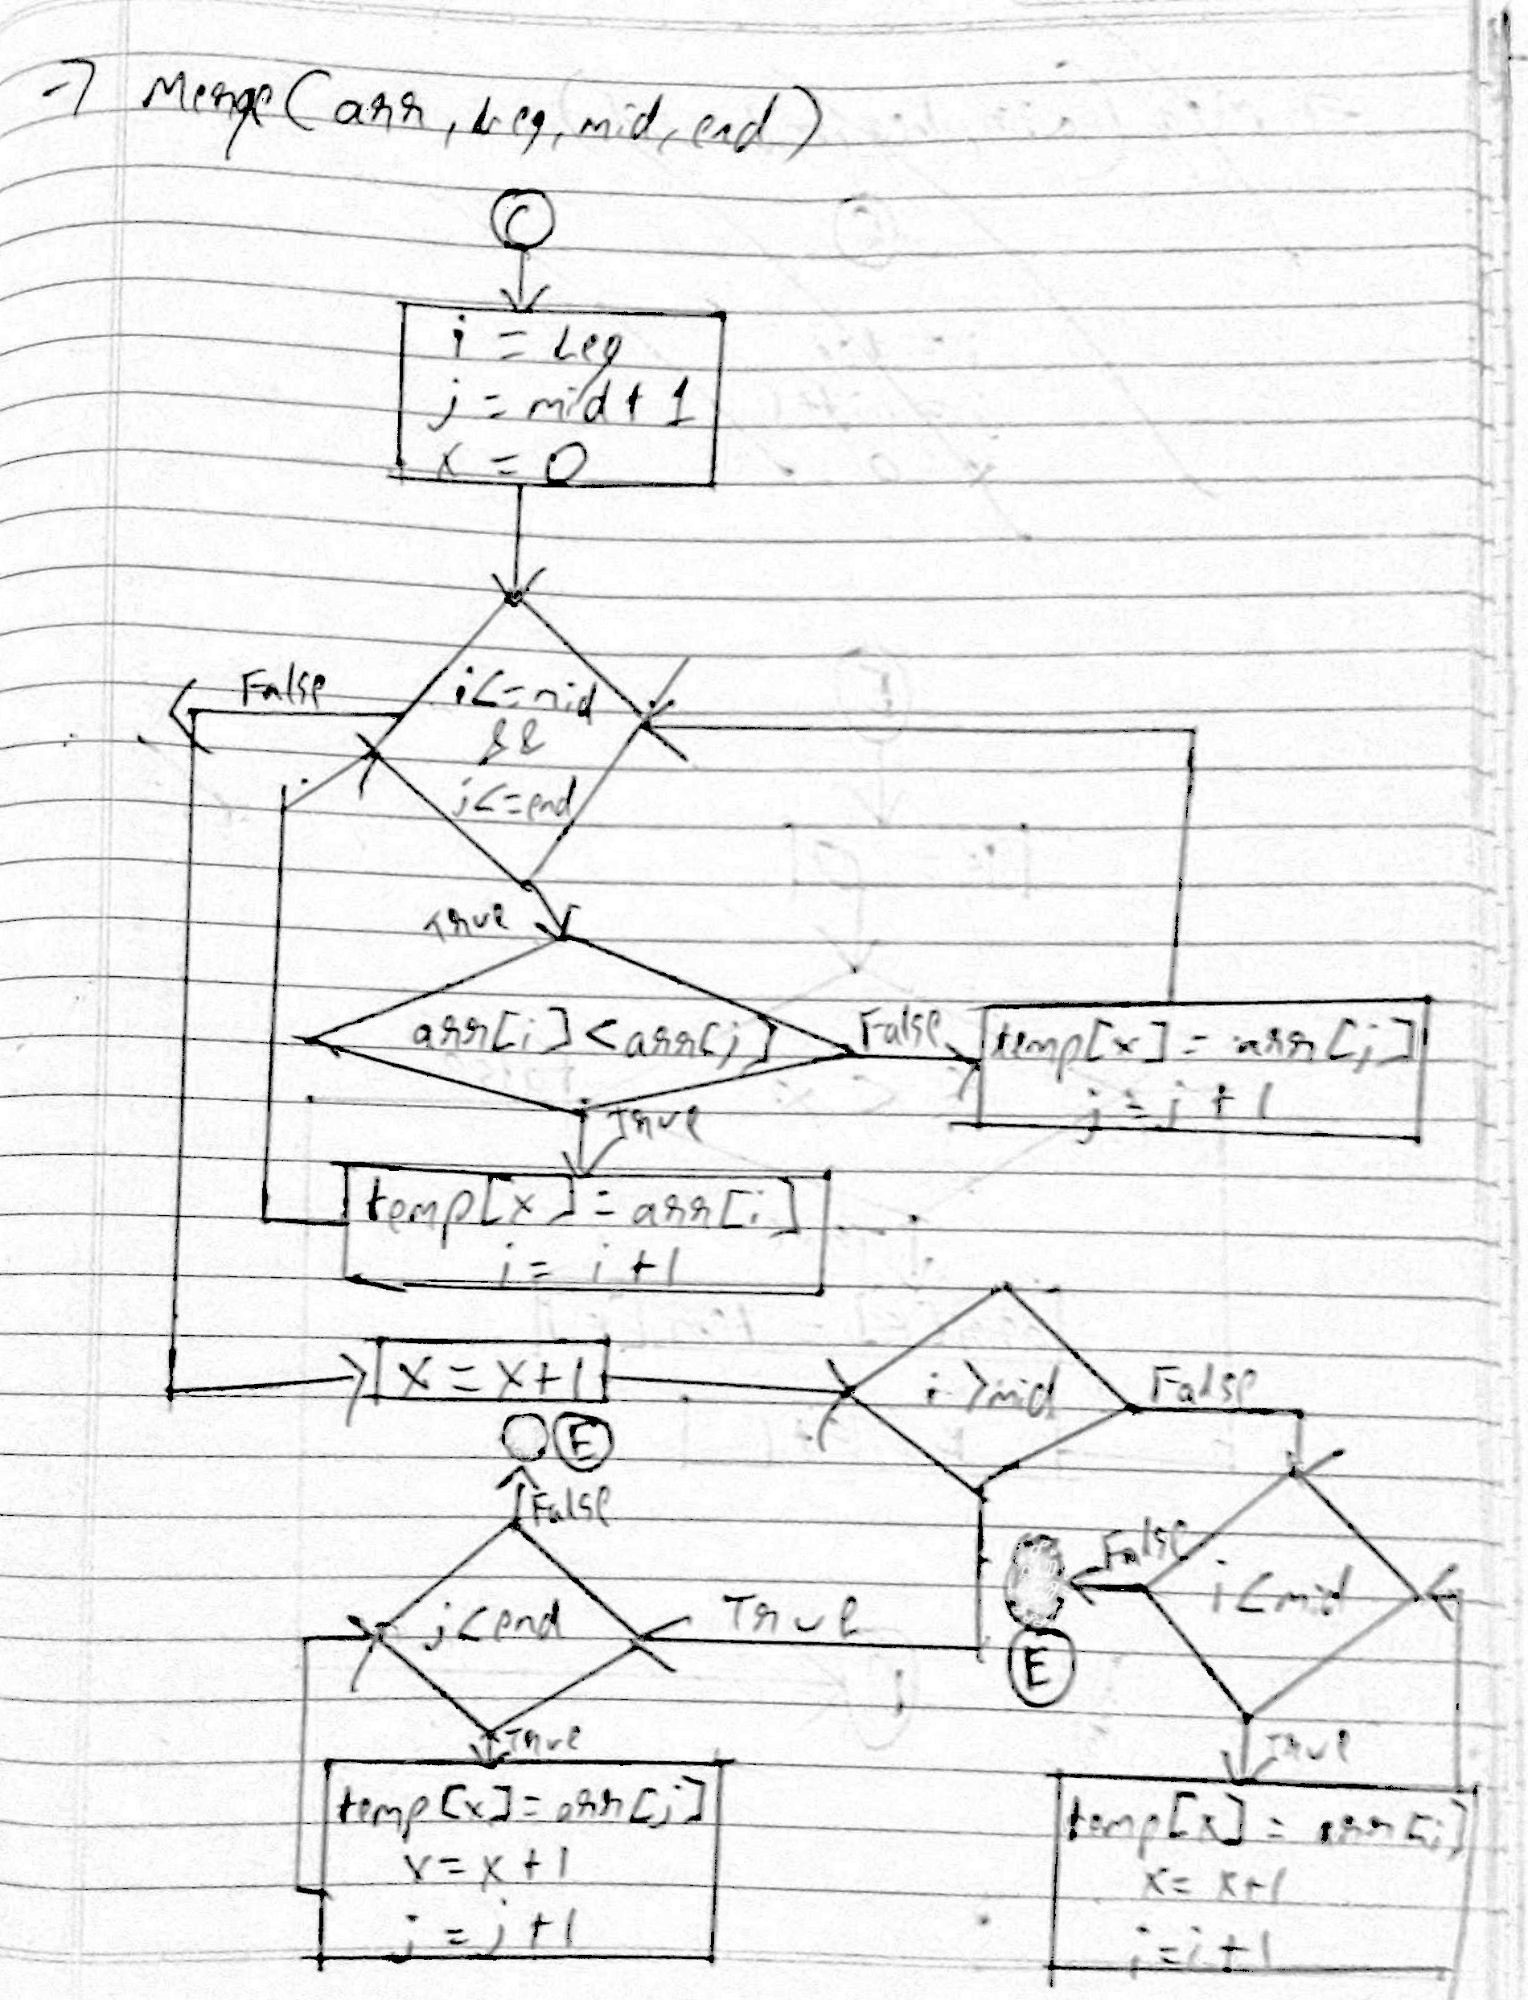 → Merge(arr, beg, mid, end)
C
i = beg
j = mid + 1
x = 0
False
i<=mid
&&
j<=end
True
arr[i] < arr[j]
False
temp[x] = arr[j]
j = j + 1
True
temp[x] = arr[i]
i = i + 1
x = x+1
i > mid
False
E
False
j < end
True
False
i < mid
E
True
temp[x] = arr[j]
x = x + 1
j = j + 1
True
temp[x] = arr[i]
x = x+1
i = i + 1